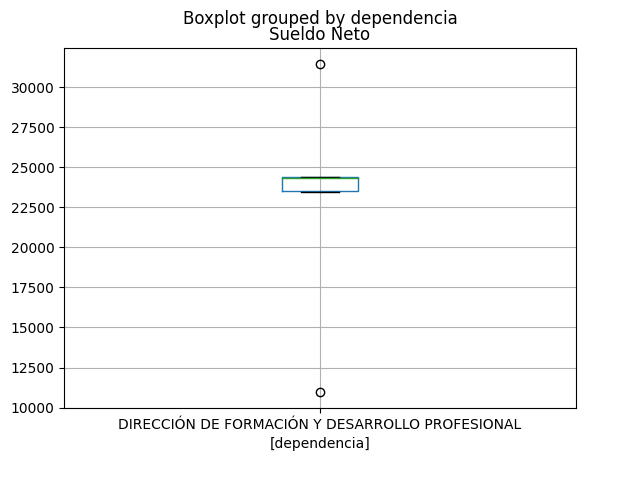 Boxplot grouped by dependencia
Sueldo Neto
30000
27500
25000
22500
20000
17500
15000
12500
10000
DIRECCIÓN DE FORMACIÓN Y DESARROLLO PROFESIONAL
[dependencia]